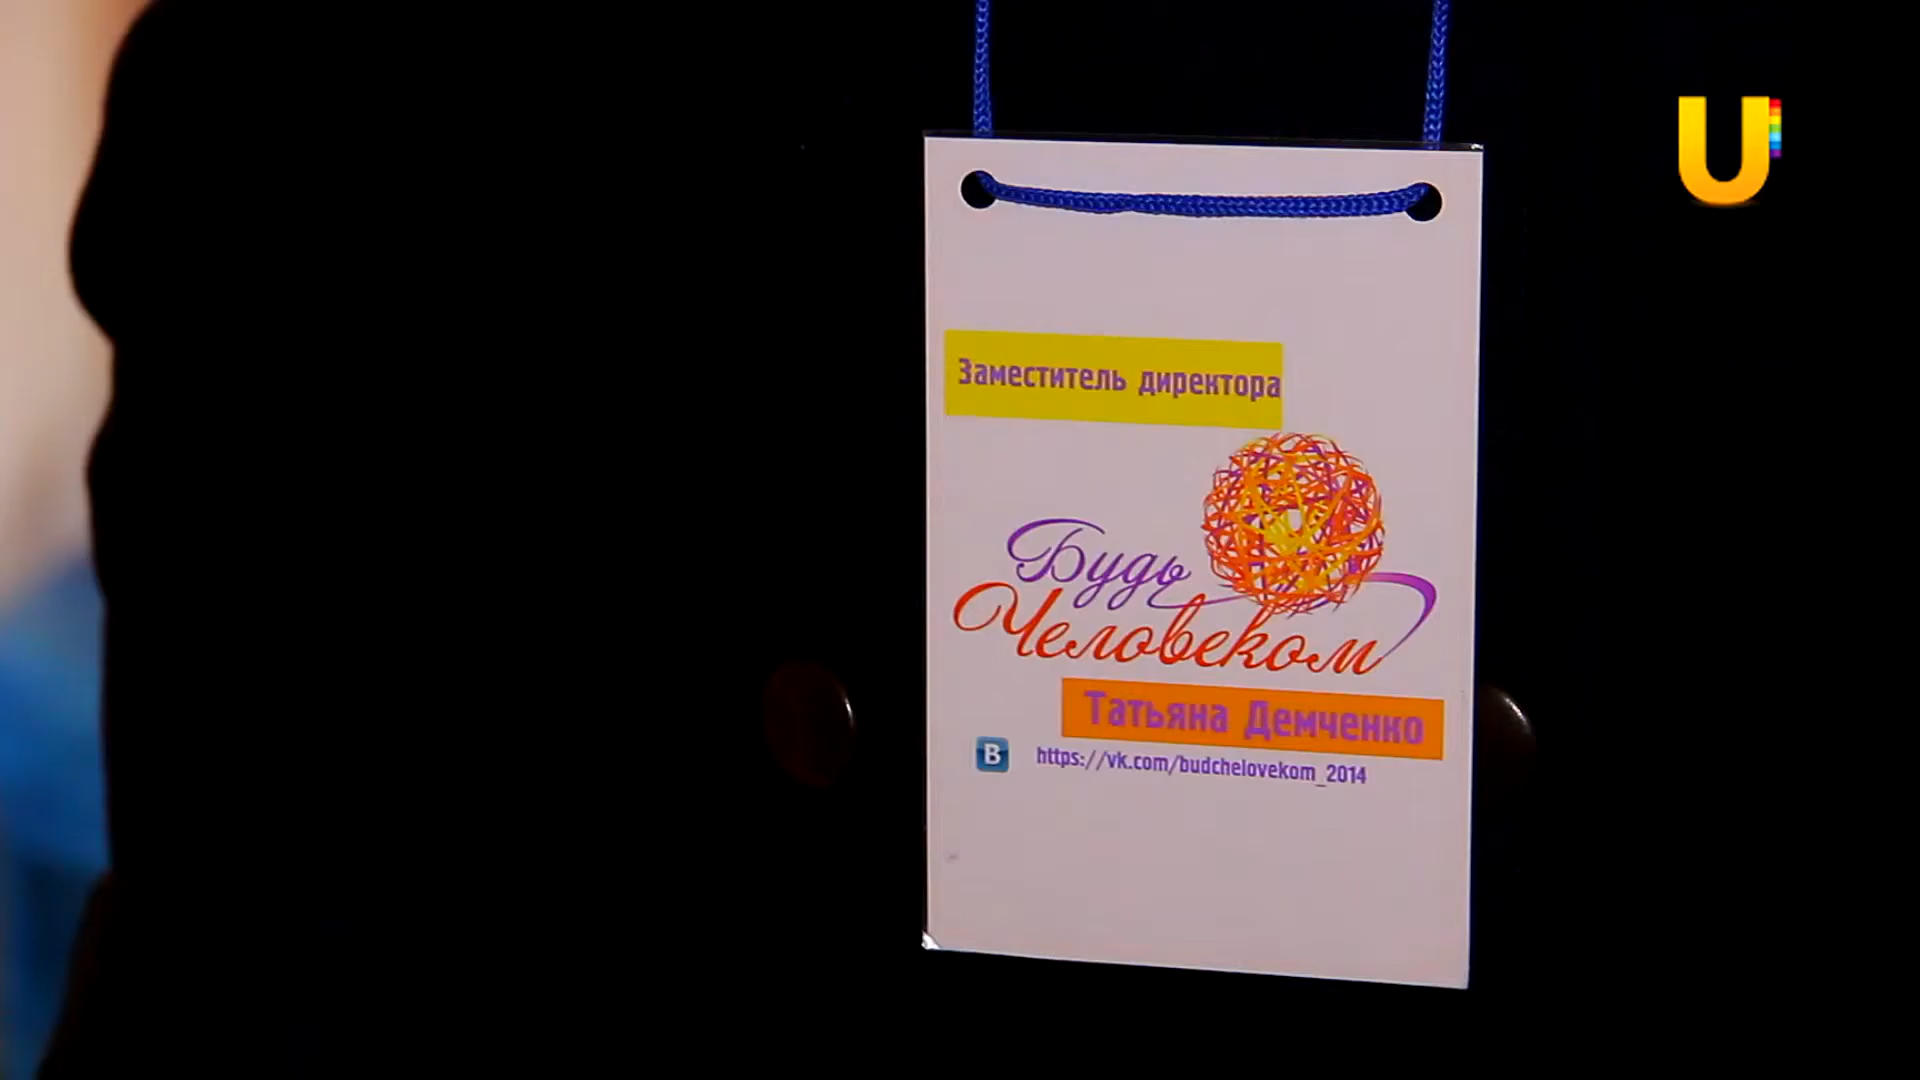 U
Заместитель директора
Будь
Человеком
Татьяна Демченко
В https://vk.com/budchelovekom_2014